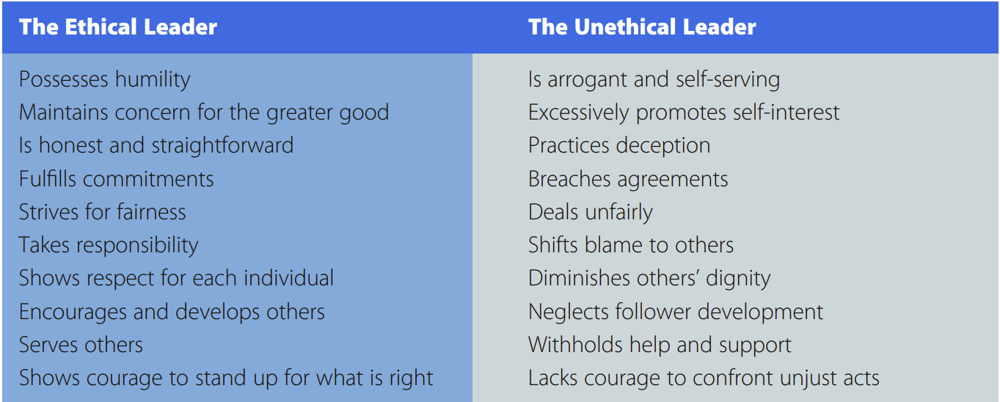 The Ethical Leader The Unethical Leader
Possesses humility Is arrogant and self-serving
Maintains concern for the greater good Excessively promotes self-interest
Is honest and straightforward Practices deception
Fulfills commitments Breaches agreements
Strives for fairness Deals unfairly
Takes responsibility Shifts blame to others
Shows respect for each individual Diminishes others’ dignity
Encourages and develops others Neglects follower development
Serves others Withholds help and support
Shows courage to stand up for what is right Lacks courage to confront unjust acts